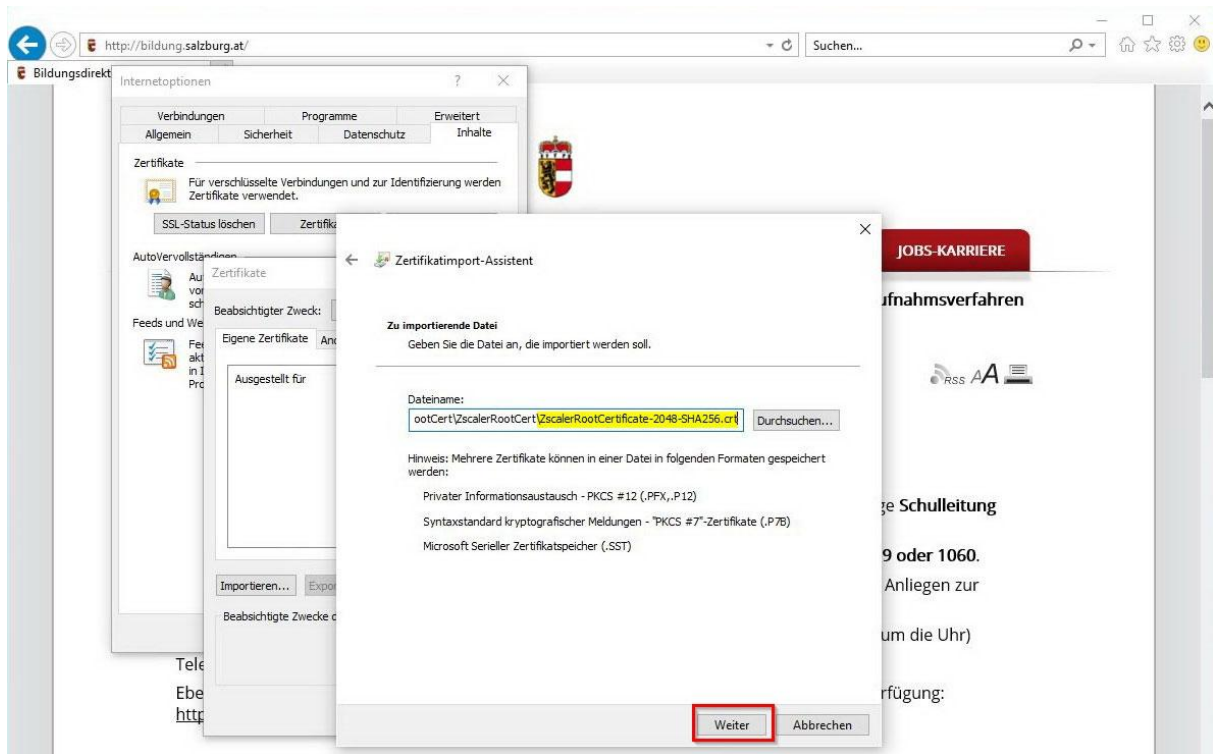 http://bildung.salzburg.at/
Suchen...
Bildungsdirekt
Internetoptionen
Verbindungen Programme Erweitert
Allgemein Sicherheit Datenschutz Inhalte
Zertifikate
Für verschlüsselte Verbindungen und zur Identifizierung werden
Zertifikate verwendet.
SSL-Status löschen Zertifika
AutoVervollständigen
Au
vor
sch
Feeds und We
Fee
akt
in I
Pro
Zertifikate
Beabsichtigter Zweck:
Eigene Zertifikate And
Ausgestellt für
Importieren... Expor
Beabsichtigte Zwecke d
Zertifikatimport-Assistent
Zu importierende Datei
Geben Sie die Datei an, die importiert werden soll.
Dateiname:
ootCert\ZscalerRootCert\ZscalerRootCertificate-2048-SHA256.crt Durchsuchen...
Hinweis: Mehrere Zertifikate können in einer Datei in folgenden Formaten gespeichert
werden:
Privater Informationsaustausch - PKCS #12 (.PFX,.P12)
Syntaxstandard kryptografischer Meldungen - "PKCS #7"-Zertifikate (.P7B)
Microsoft Serieller Zertifikatspeicher (.SST)
Weiter Abbrechen
JOBS-KARRIERE
ufnahmsverfahren
RSS AA
ge Schulleitung
9 oder 1060.
Anliegen zur
um die Uhr)
Tele
Ebe
rfügung:
http